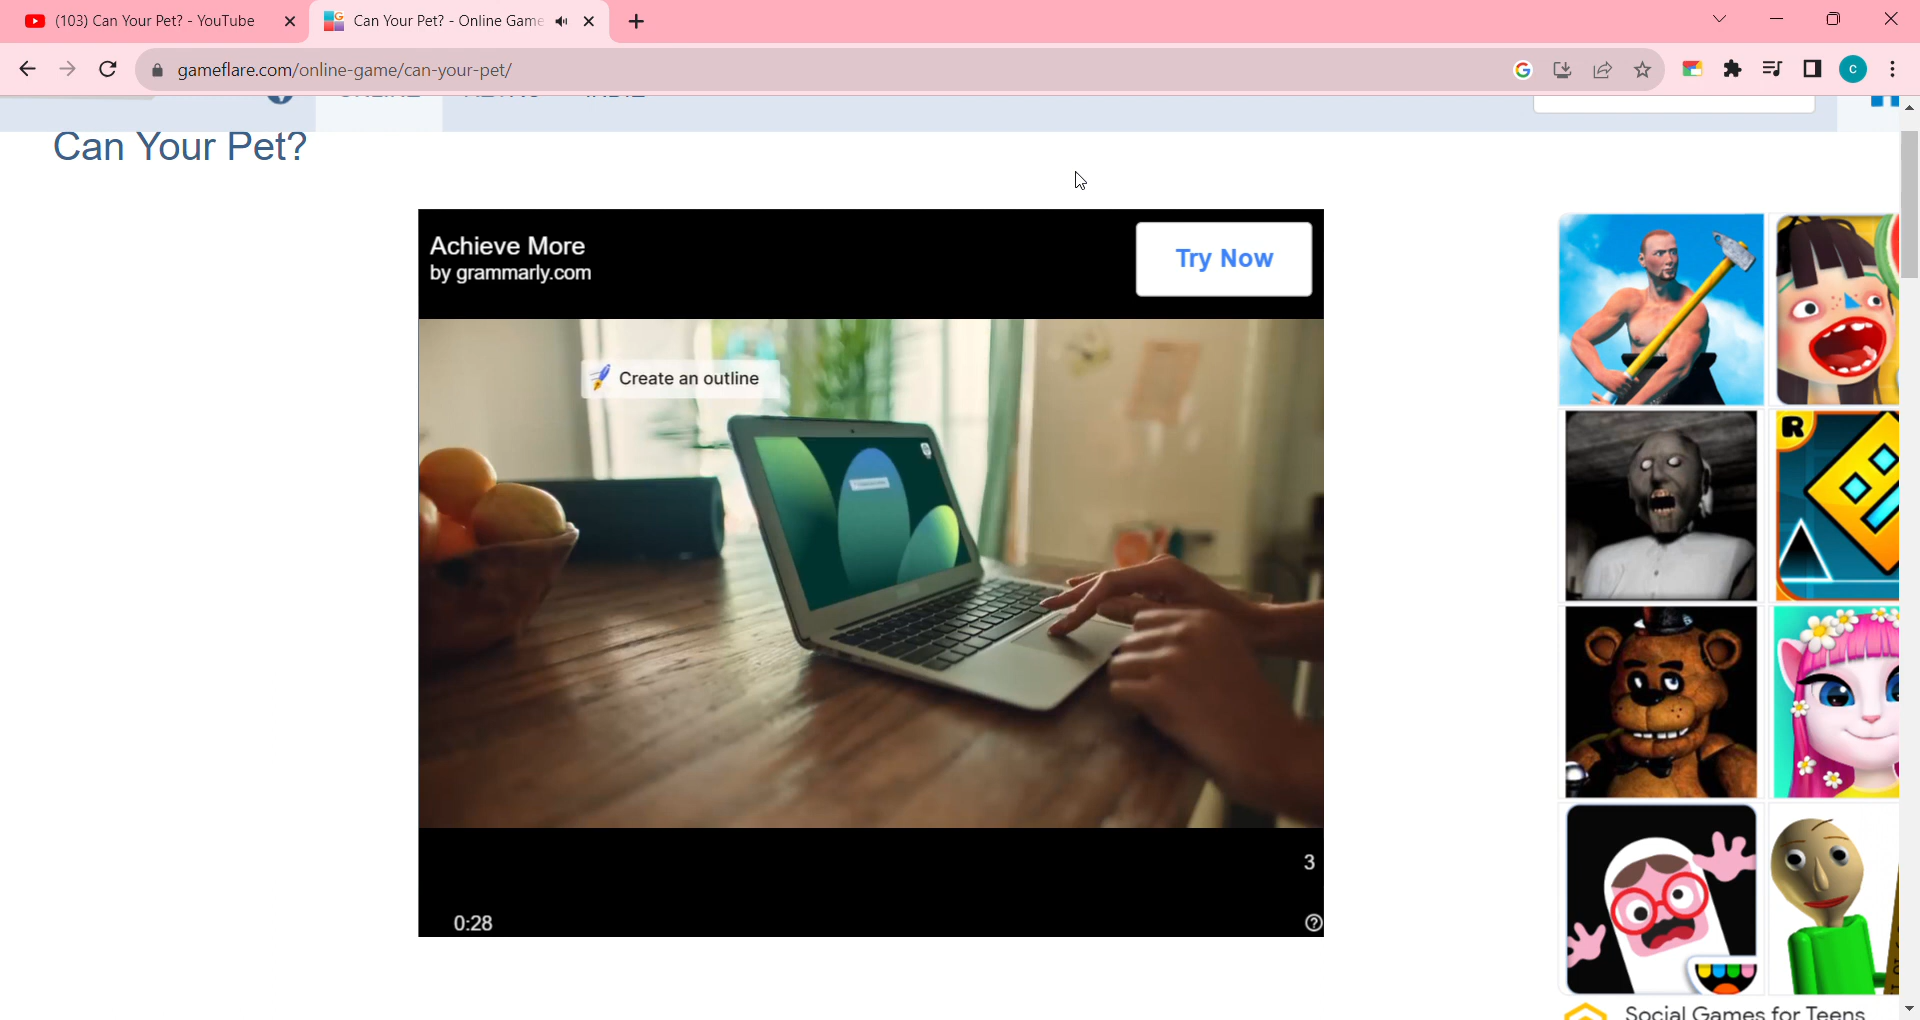 (103) Can Your Pet? - YouTube
Can Your Pet? - Online Game
gameflare.com/online-game/can-your-pet/
C
Can Your Pet?
Achieve More
by grammarly.com
Try Now
Create an outline
3
0:28
R
Social Games for Teens